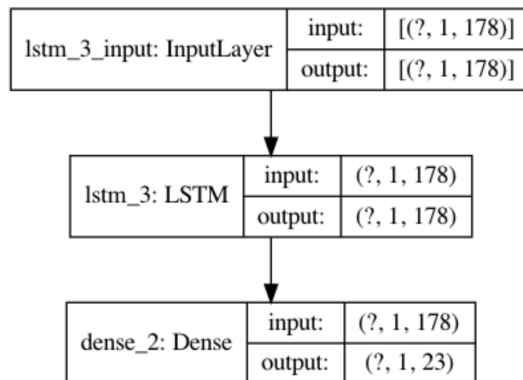 lstm_3_input: InputLayer
input: [(?, 1, 178)]
output: [(?, 1, 178)]
lstm_3: LSTM
input: (?, 1, 178)
output: (?, 1, 178)
dense_2: Dense
input: (?, 1, 178)
output: (?, 1, 23)